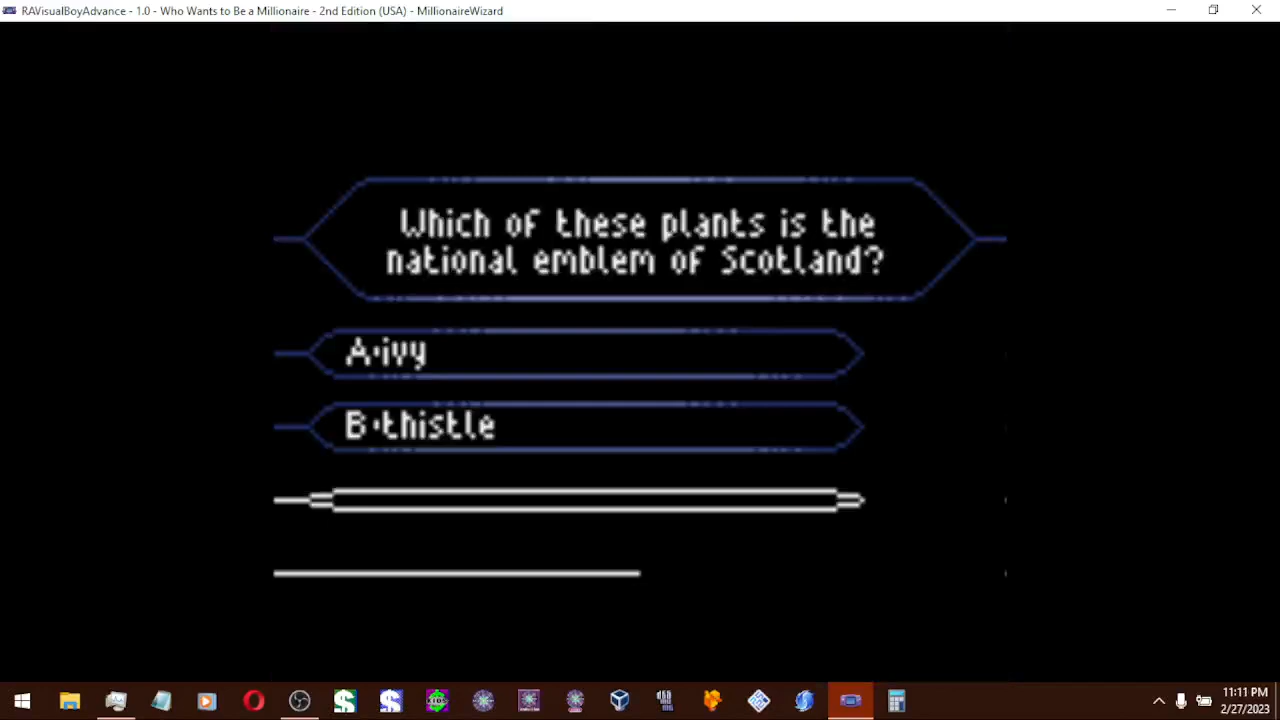 RAVisualBoyAdvance - 1.0 - Who Wants to Be a Millionaire - 2nd Edition (USA) - MillionaireWizard
Which of these plants is the
national emblem of Scotland?
A·ivy
B·thistle
KIDS
11:11 PM
2/27/2023